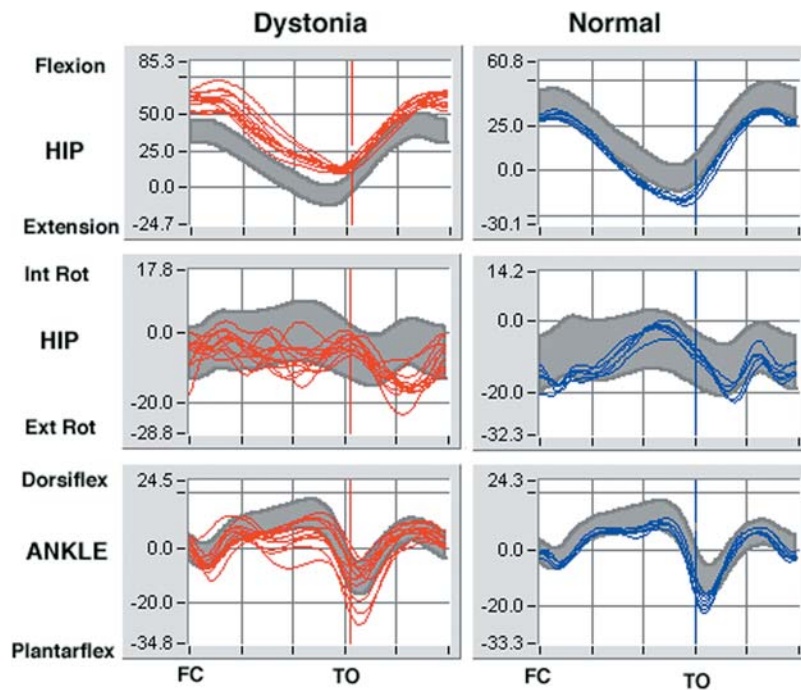 Dystonia Normal
Flexion 85.3 60.8
50.0
HIP 25.0 25.0
0.0 0.0
Extension -24.7 -30.1
Int Rot 17.8 14.2
HIP 0.0 0.0
-20.0 -20.0
Ext Rot -28.8 -32.3
Dorsiflex 24.5 24.3
ANKLE 0.0 0.0
-20.0 -20.0
Plantarflex -34.8 -33.3
FC TO FC TO